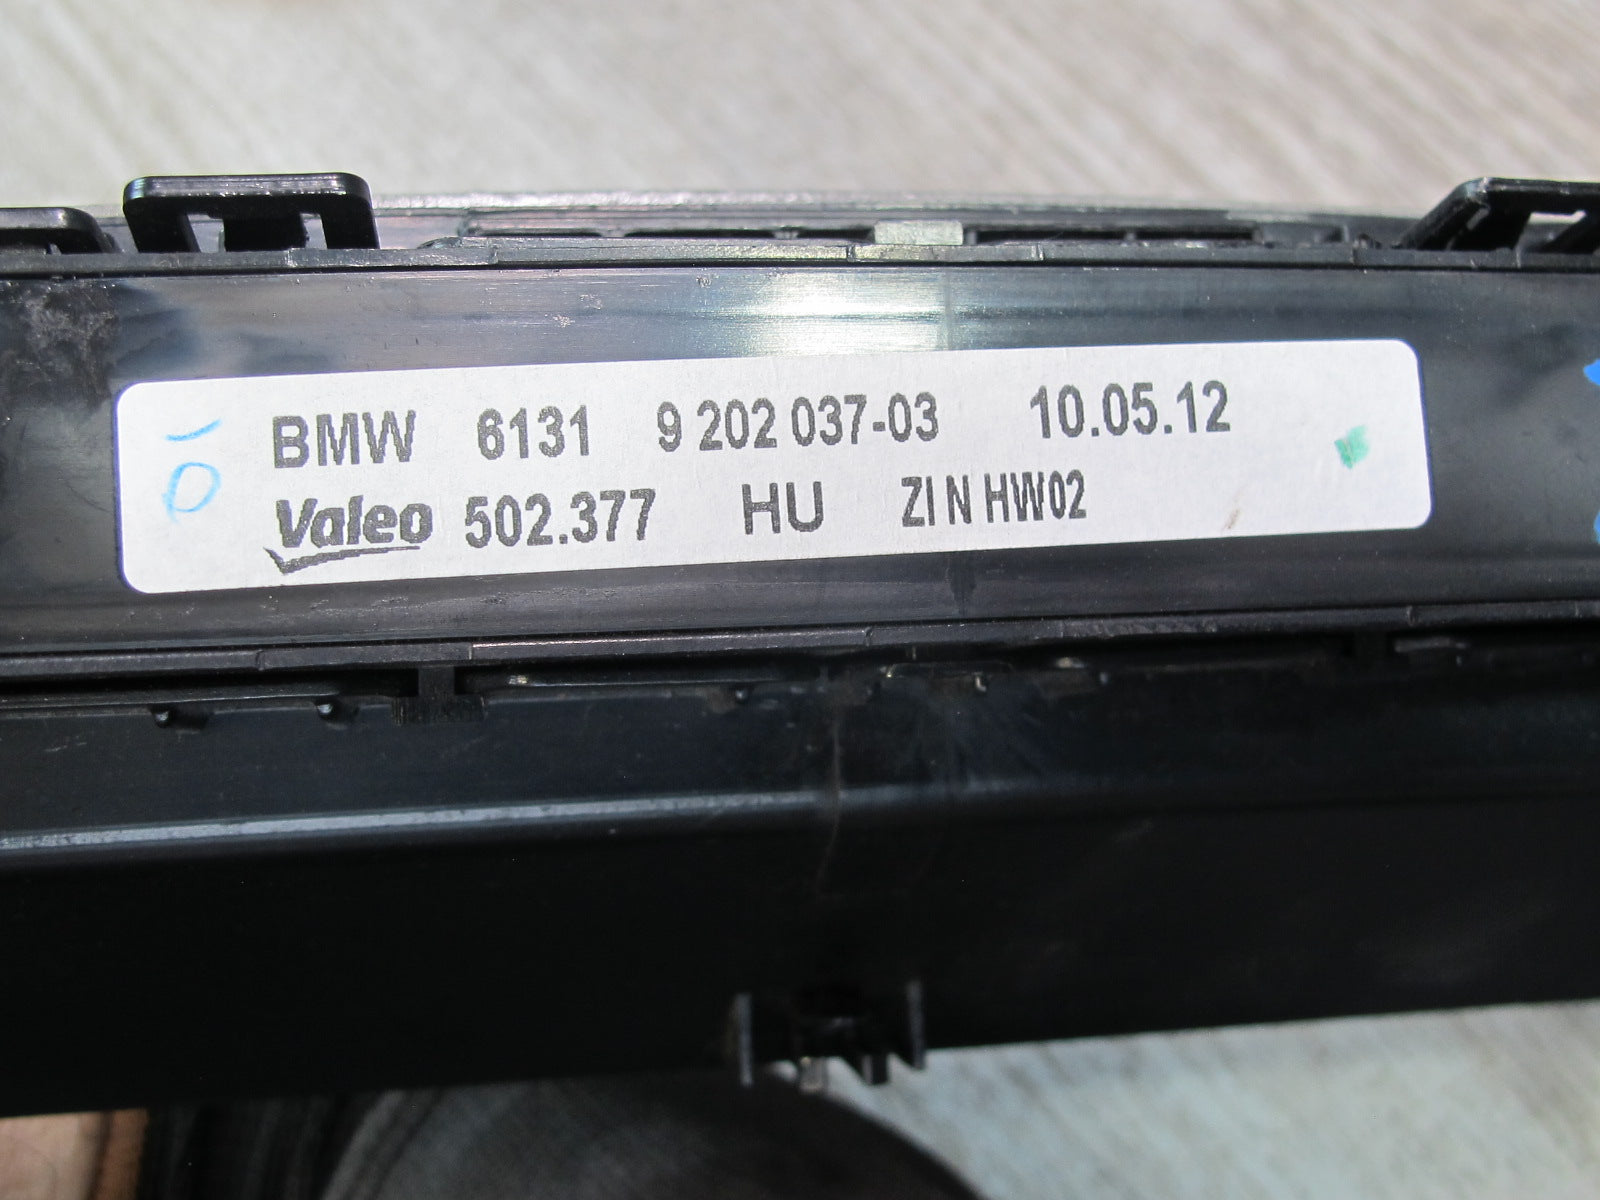 BMW 6131 9 202 037-03 10.05.12
Valeo 502.377 HU ZI N HW02